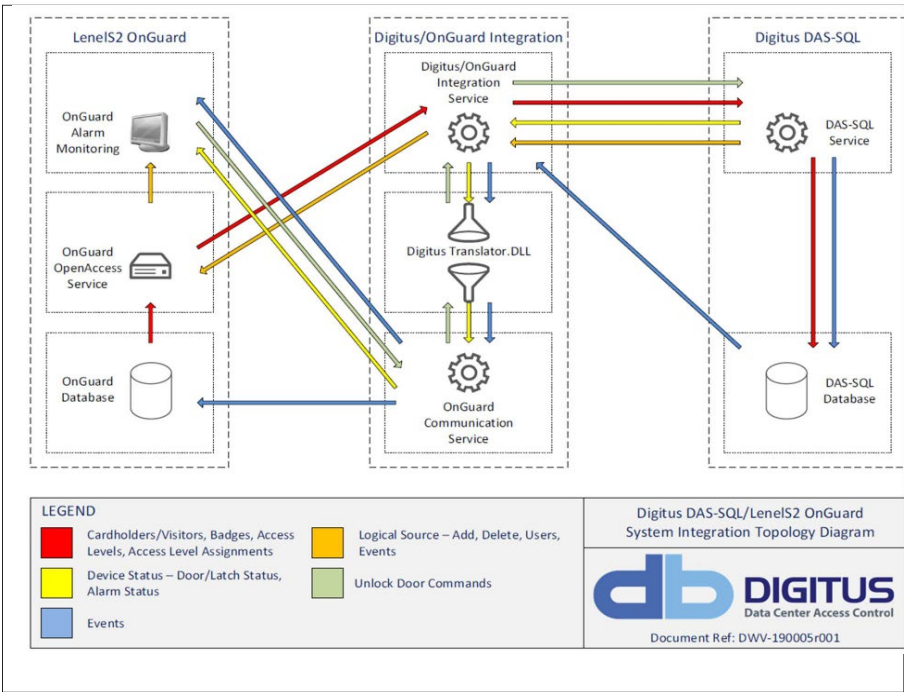 LenelS2 OnGuard
Digitus/OnGuard Integration
Digitus DAS-SQL
OnGuard
Alarm
Monitoring
Digitus/OnGuard
Integration
Service
DAS-SQL
Service
OnGuard
OpenAccess
Service
Digitus Translator.DLL
OnGuard
Database
OnGuard
Communication
Service
DAS-SQL
Database
LEGEND
Cardholders/Visitors, Badges, Access
Levels, Access Level Assignments
Logical Source – Add, Delete, Users,
Events
Device Status – Door/Latch Status,
Alarm Status
Unlock Door Commands
Events
Digitus DAS-SQL/LenelS2 OnGuard
System Integration Topology Diagram
db DIGITUS
Data Center Access Control
Document Ref: DWV-190005r001